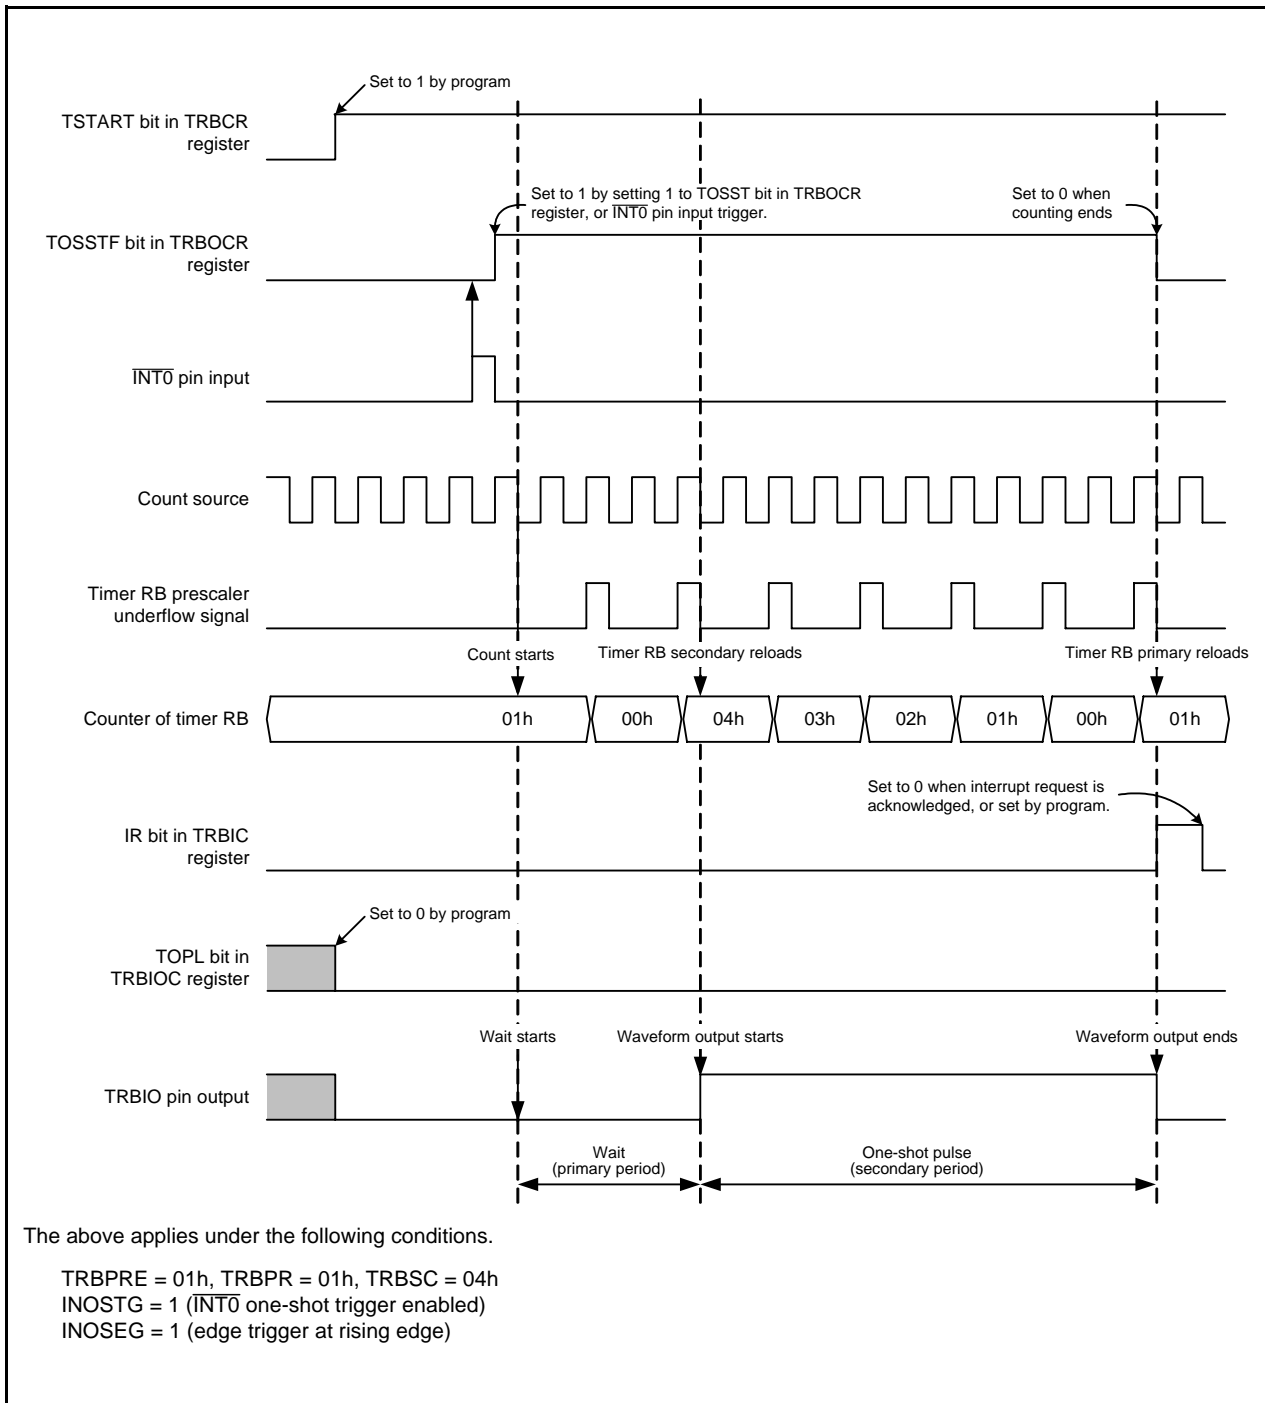 Set to 1 by program
TSTART bit in TRBCR
register
Set to 1 by setting 1 to TOSST bit in TRBOCR
register, or INT0 pin input trigger.
Set to 0 when
counting ends
TOSSTF bit in TRBOCR
register
INT0 pin input
Count source
Timer RB prescaler
underflow signal
Count starts
Timer RB secondary reloads
Timer RB primary reloads
Counter of timer RB
01h
00h
04h
03h
02h
01h
00h
01h
Set to 0 when interrupt request is
acknowledged, or set by program.
IR bit in TRBIC
register
Set to 0 by program
TOPL bit in
TRBIOC register
Wait starts
Waveform output starts
Waveform output ends
TRBIO pin output
Wait
(primary period)
One-shot pulse
(secondary period)
The above applies under the following conditions.
TRBPRE = 01h, TRBPR = 01h, TRBSC = 04h
INOSTG = 1 (INT0 one-shot trigger enabled)
INOSEG = 1 (edge trigger at rising edge)